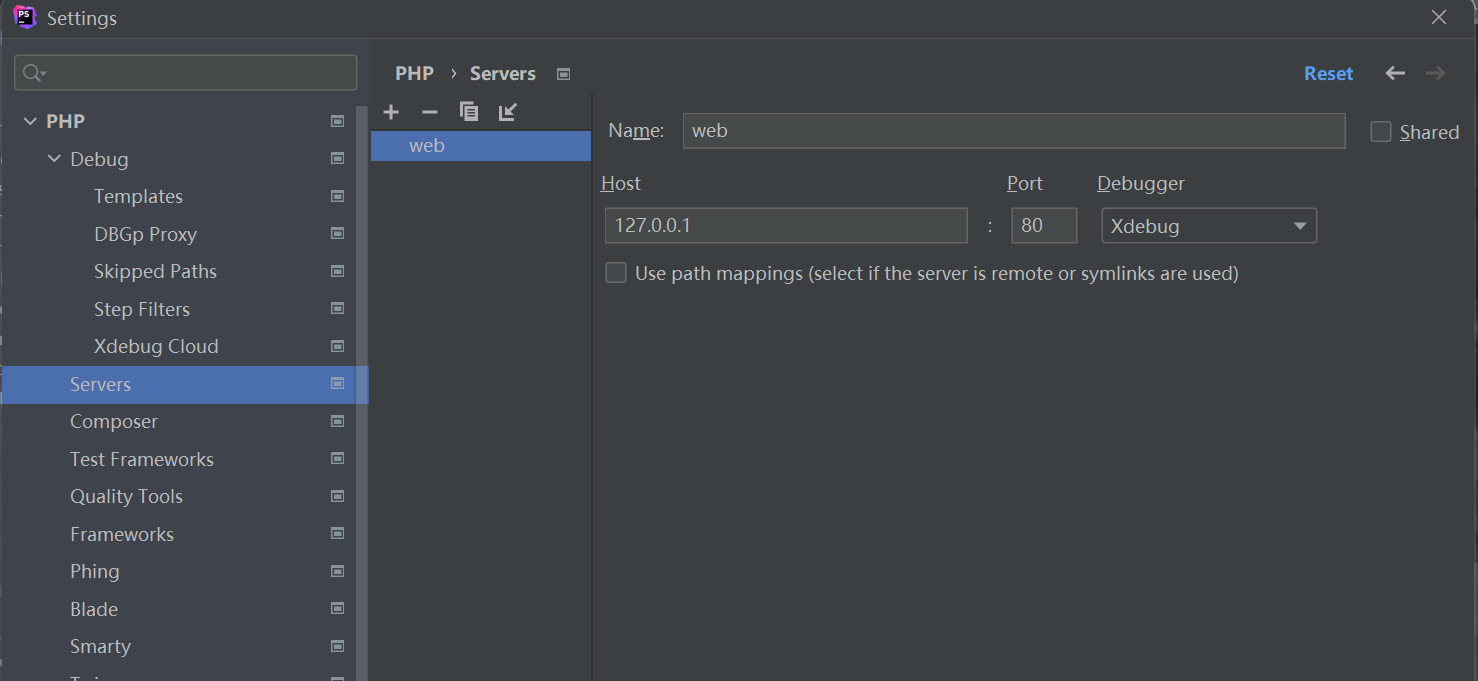 PS
Settings
PHP
Debug
Templates
DBGp Proxy
Skipped Paths
Step Filters
Xdebug Cloud
Servers
Composer
Test Frameworks
Quality Tools
Frameworks
Phing
Blade
Smarty
PHP › Servers
Reset
web
Name: web
Shared
Host Port Debugger
127.0.0.1 : 80 Xdebug
Use path mappings (select if the server is remote or symlinks are used)